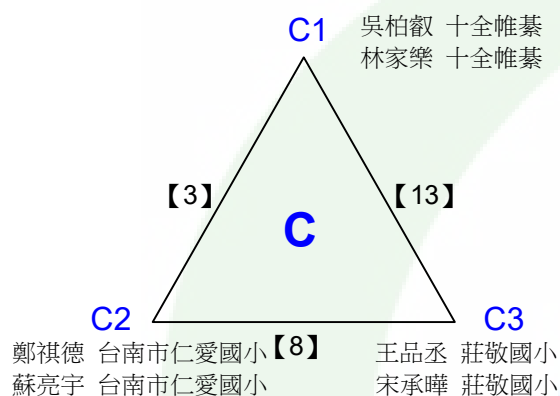 C1
吳柏叡 十全帷綦
林家樂 十全帷綦
【3】
【13】
C
C2
C3
鄭祺德 台南市仁愛國小
【8】
王品丞 莊敬國小
蘇亮宇 台南市仁愛國小
宋承曄 莊敬國小